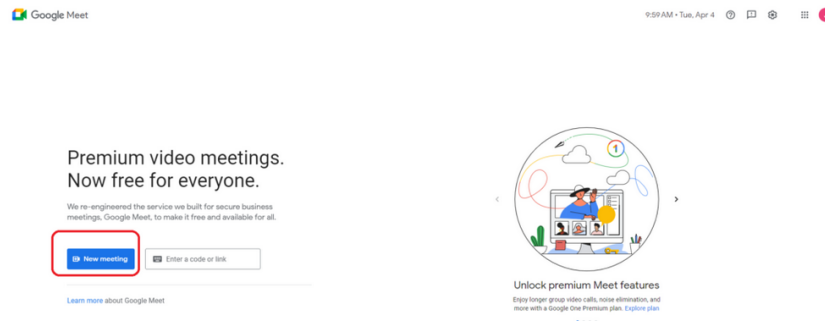 Google Meet
9:59 AM • Tue, Apr 4
Premium video meetings.
Now free for everyone.
We re-engineered the service we built for secure business
meetings, Google Meet, to make it free and available for all.
New meeting
Enter a code or link
Learn more about Google Meet
1
Unlock premium Meet features
Enjoy longer group video calls, noise elimination, and
more with a Google One Premium plan. Explore plan